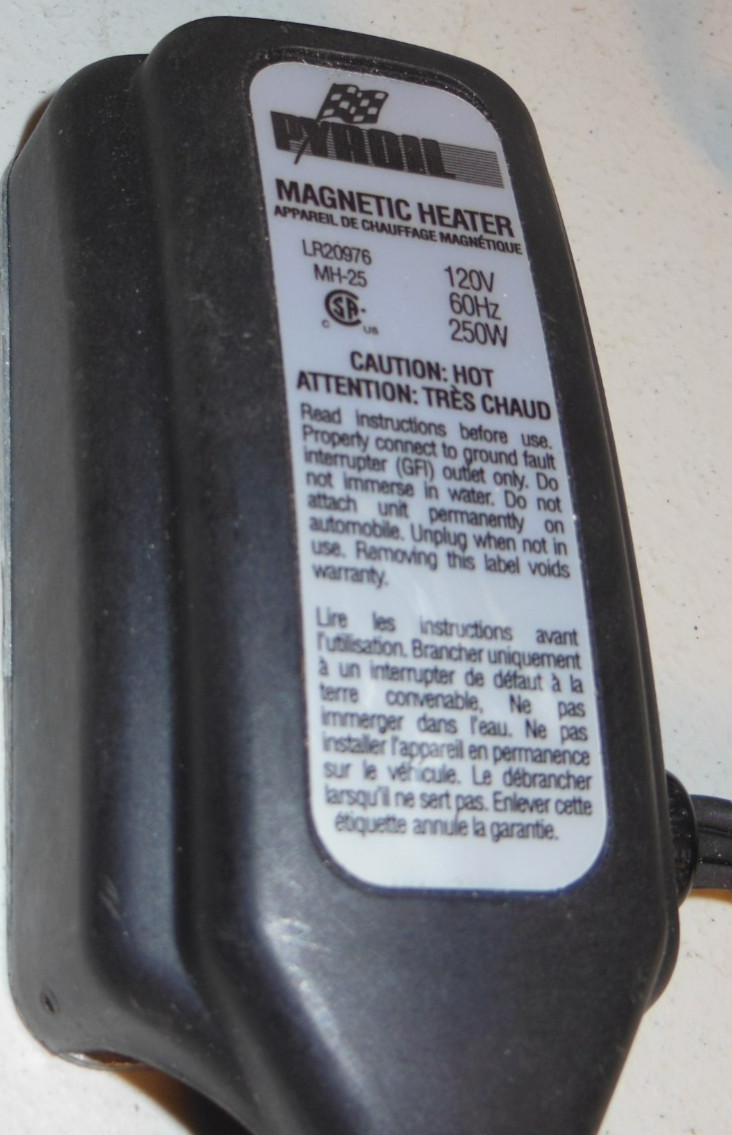 PYROIL
MAGNETIC HEATER
APPAREIL DE CHAUFFAGE MAGNÉTIQUE
LR20976
MH-25
120V
60Hz
250W
C SA US
CAUTION: HOT
ATTENTION: TRÈS CHAUD
Read instructions before use.
Properly connect to ground fault
interrupter (GFI) outlet only. Do
not immerse in water. Do not
attach unit permanently on
automobile. Unplug when not in
use. Removing this label voids
warranty.
Lire les instructions avant
l'utilisation. Brancher uniquement
à un interrupter de défaut à la
terre convenable, Ne pas
immerger dans l'eau. Ne pas
installer l'appareil en permanence
sur le véhicule. Le débrancher
larsqu'il ne sert pas. Enlever cette
étiquette annule la garantie.